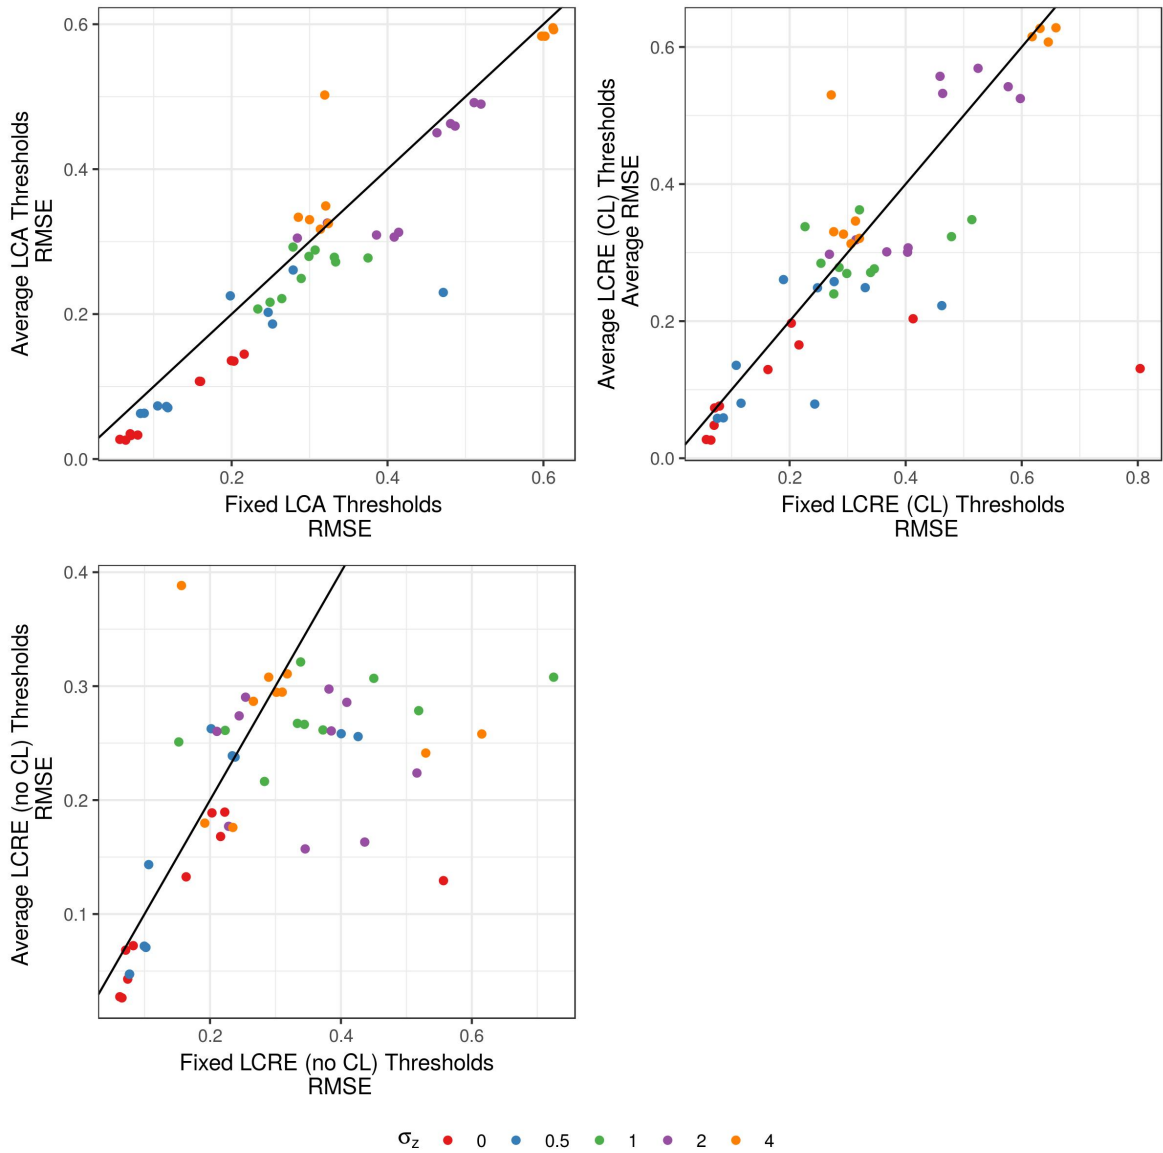 Average LCA Thresholds
RMSE
0.6
0.4
0.2
0.0
0.2
0.4
0.6
Fixed LCA Thresholds
RMSE
Average LCRE (CL) Thresholds
Average RMSE
0.6
0.4
0.2
0.0
0.2
0.4
0.6
0.8
Fixed LCRE (CL) Thresholds
RMSE
Average LCRE (no CL) Thresholds
RMSE
0.4
0.3
0.2
0.1
0.2
0.4
0.6
Fixed LCRE (no CL) Thresholds
RMSE
σz 0 0.5 1 2 4